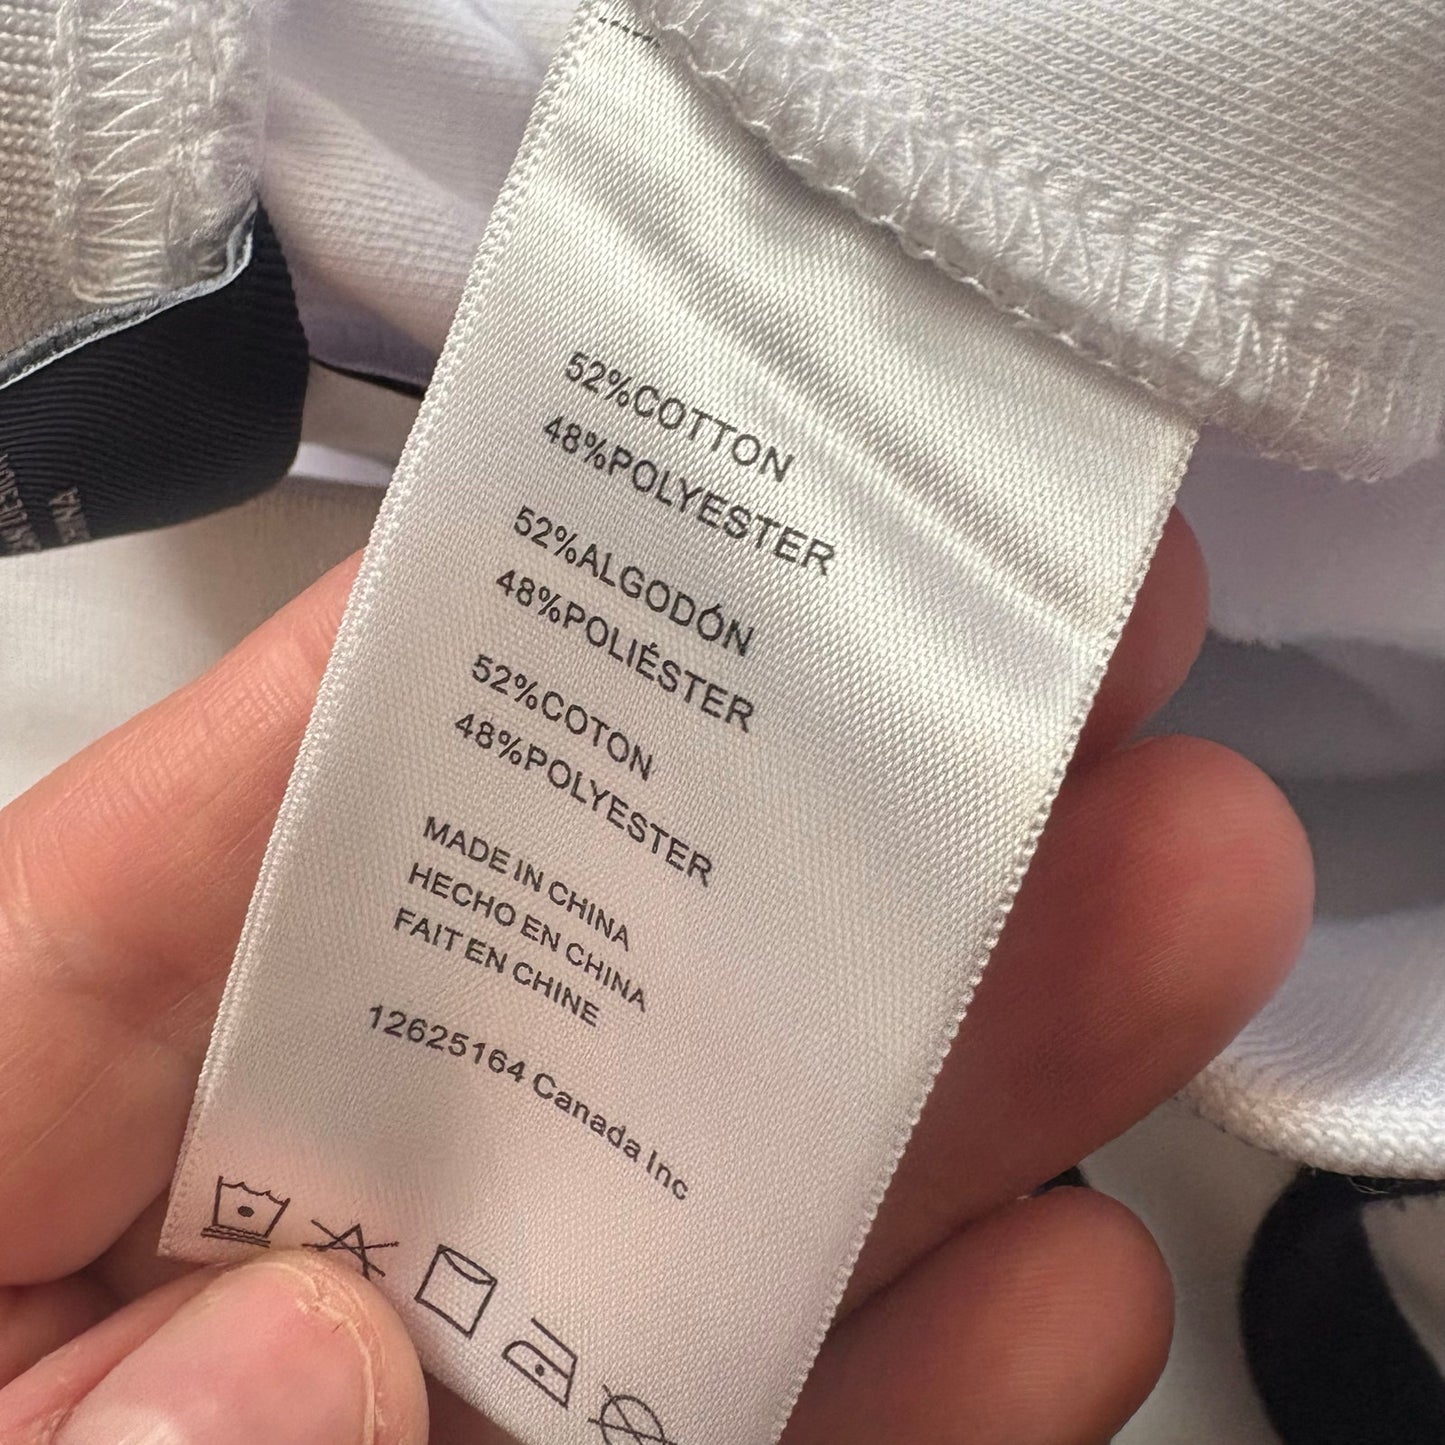 52%COTTON
48%POLYESTER
52%ALGODÓN
48%POLIÉSTER
52%COTON
48%POLYESTER
MADE IN CHINA
HECHO EN CHINA
FAIT EN CHINE
12625164 Canada Inc